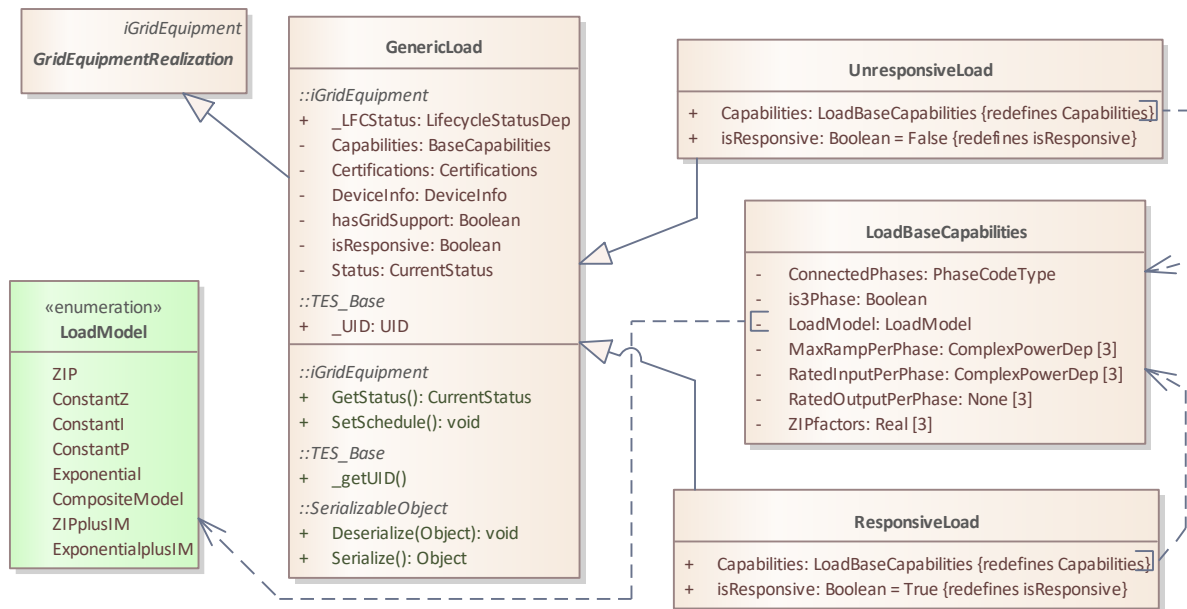 iGridEquipment
GridEquipmentRealization
GenericLoad
::iGridEquipment
+ _LFCStatus: LifecycleStatusDep
- Capabilities: BaseCapabilities
- Certifications: Certifications
- DeviceInfo: DeviceInfo
- hasGridSupport: Boolean
- isResponsive: Boolean
- Status: CurrentStatus
::TES_Base
+ _UID: UID
::iGridEquipment
+ GetStatus(): CurrentStatus
+ SetSchedule(): void
::TES_Base
+ _getUID()
::SerializableObject
+ Deserialize(Object): void
+ Serialize(): Object
«enumeration»
LoadModel
ZIP
ConstantZ
ConstantI
ConstantP
Exponential
CompositeModel
ZIPplusIM
ExponentialplusIM
UnresponsiveLoad
+ Capabilities: LoadBaseCapabilities {redefines Capabilities}
+ isResponsive: Boolean = False {redefines isResponsive}
LoadBaseCapabilities
- ConnectedPhases: PhaseCodeType
- is3Phase: Boolean
- LoadModel: LoadModel
- MaxRampPerPhase: ComplexPowerDep [3]
- RatedInputPerPhase: ComplexPowerDep [3]
- RatedOutputPerPhase: None [3]
- ZIPfactors: Real [3]
ResponsiveLoad
+ Capabilities: LoadBaseCapabilities {redefines Capabilities}
+ isResponsive: Boolean = True {redefines isResponsive}